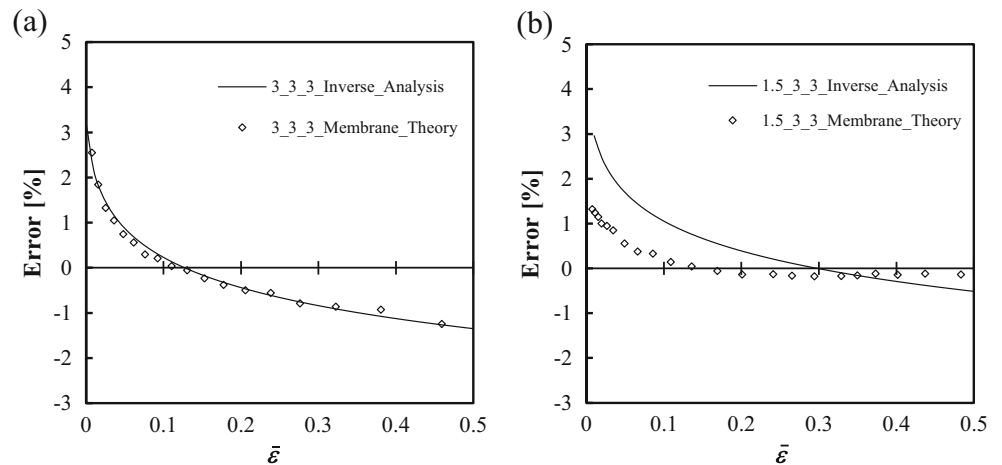 (a)
5
4
3
2
1
0
-1
-2
-3
Error [%]
3_3_3_Inverse_Analysis
3_3_3_Membrane_Theory
0 0.1 0.2 0.3 0.4 0.5
ε̄
(b)
5
4
3
2
1
0
-1
-2
-3
Error [%]
1.5_3_3_Inverse_Analysis
1.5_3_3_Membrane_Theory
0 0.1 0.2 0.3 0.4 0.5
ε̄